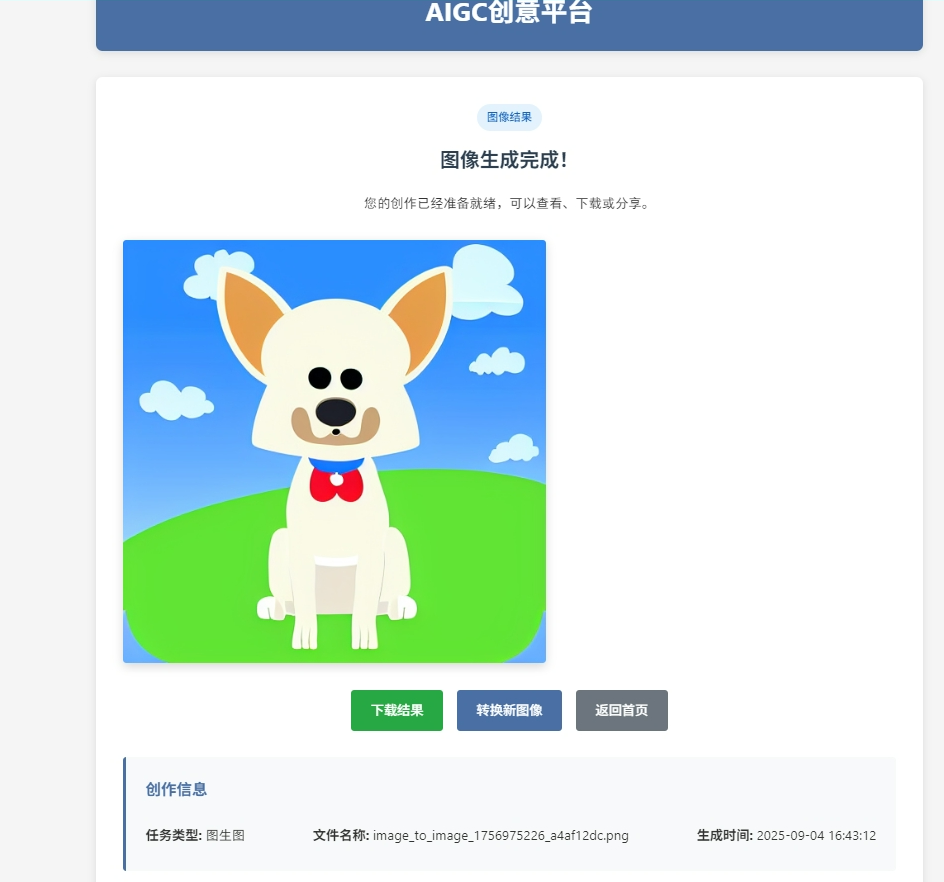 AIGC创意平台
图像结果
图像生成完成！
您的创作已经准备就绪，可以查看、下载或分享。
下载结果 转换新图像 返回首页
创作信息
任务类型: 图生图 文件名称: image_to_image_1756975226_a4af12dc.png 生成时间: 2025-09-04 16:43:12